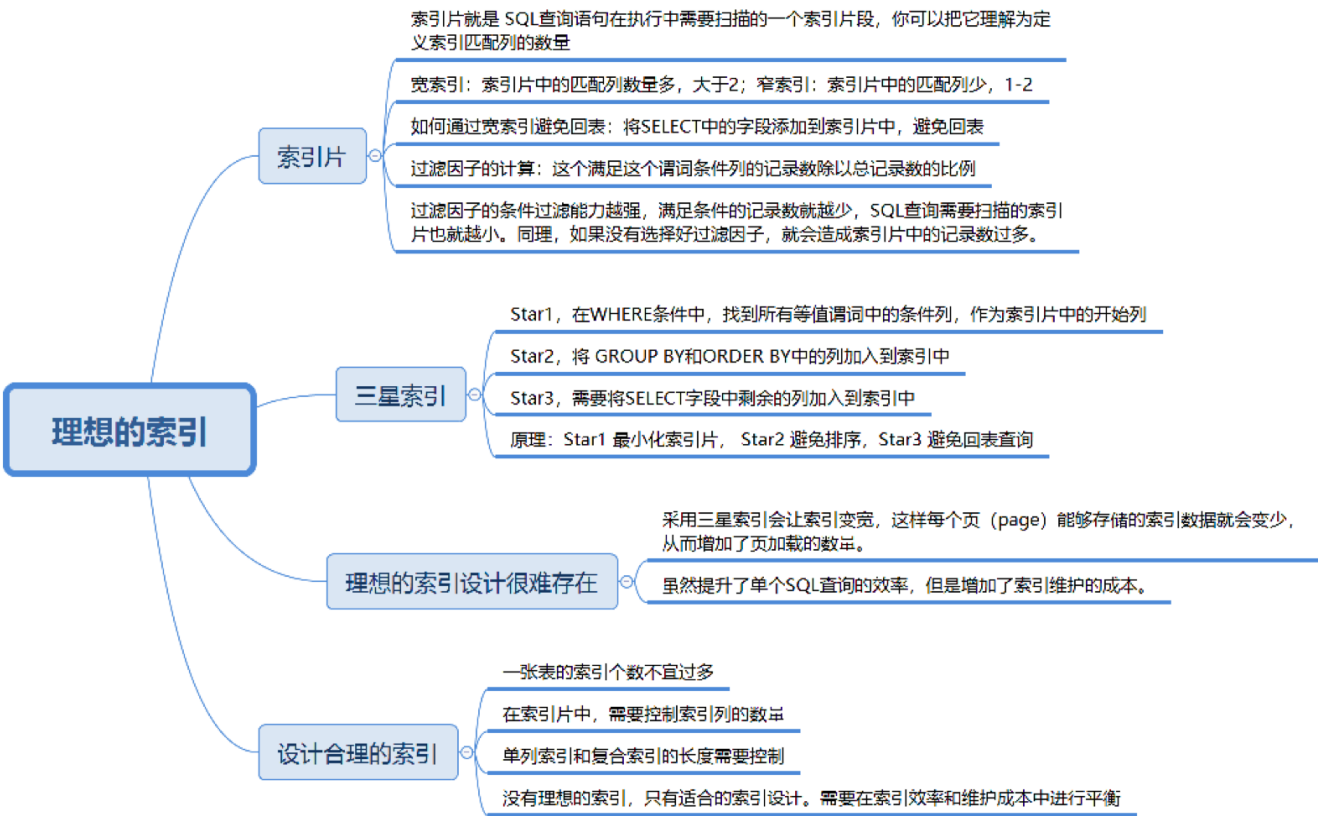 索引片就是 SQL查询语句在执行中需要扫描的一个索引片段，你可以把它理解为定
义索引匹配列的数量
宽索引：索引片中的匹配列数量多，大于2；窄索引：索引片中的匹配列少，1-2
如何通过宽索引避免回表：将SELECT中的字段添加到索引片中，避免回表
索引片
过滤因子的计算：这个满足这个谓词条件列的记录数除以总记录数的比例
过滤因子的条件过滤能力越强，满足条件的记录数就越少，SQL查询需要扫描的索引
片也就越小。同理，如果没有选择好过滤因子，就会造成索引片中的记录数过多。
Star1，在WHERE条件中，找到所有等值谓词中的条件列，作为索引片中的开始列
Star2，将 GROUP BY和ORDER BY中的列加入到索引中
三星索引
Star3，需要将SELECT字段中剩余的列加入到索引中
理想的索引
原理：Star1 最小化索引片， Star2 避免排序，Star3 避免回表查询
采用三星索引会让索引变宽，这样每个页（page）能够存储的索引数据就会变少，
从而增加了页加载的数量。
理想的索引设计很难存在
虽然提升了单个SQL查询的效率，但是增加了索引维护的成本。
一张表的索引个数不宜过多
在索引片中，需要控制索引列的数量
设计合理的索引
单列索引和复合索引的长度需要控制
没有理想的索引，只有适合的索引设计。需要在索引效率和维护成本中进行平衡